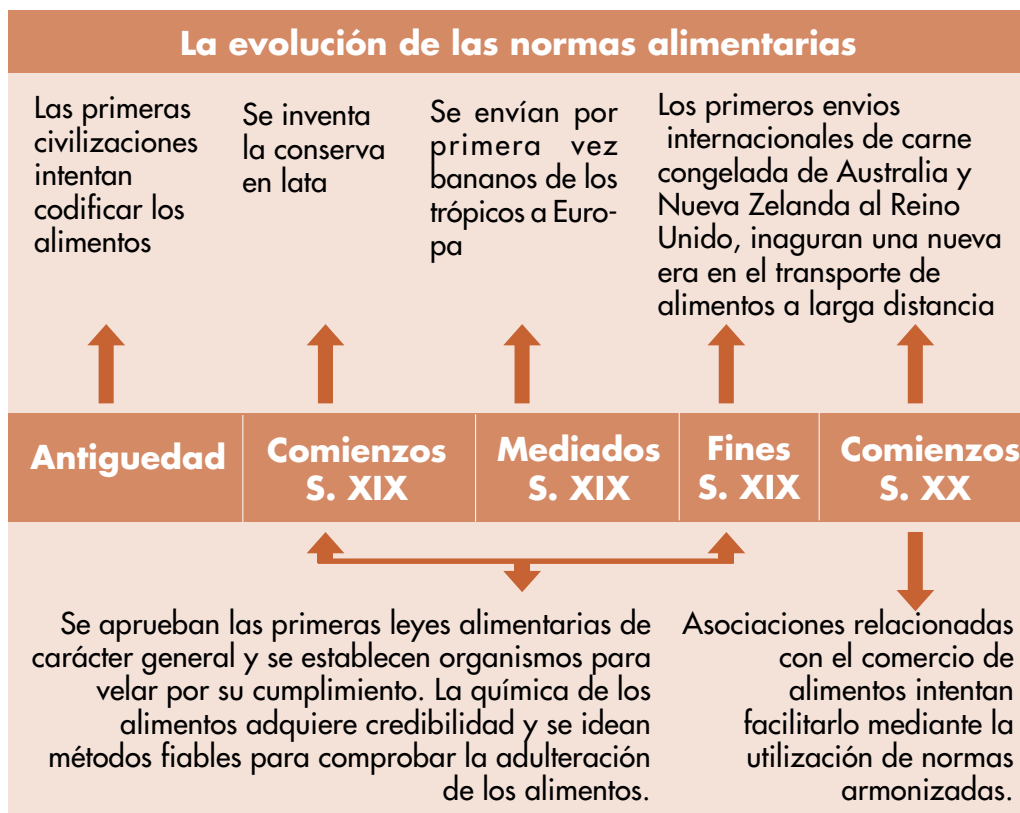 La evolución de las normas alimentarias
Las primeras
civilizaciones
intentan
codificar los
alimentos
Se inventa
la conserva
en lata
Se envían por
primera vez
bananos de los
trópicos a Euro-
pa
Los primeros envios
internacionales de carne
congelada de Australia y
Nueva Zelanda al Reino
Unido, inaguran una nueva
era en el transporte de
alimentos a larga distancia
Antiguedad
Comienzos
S. XIX
Mediados
S. XIX
Fines
S. XIX
Comienzos
S. XX
Se aprueban las primeras leyes alimentarias de
carácter general y se establecen organismos para
velar por su cumplimiento. La química de los
alimentos adquiere credibilidad y se idean
métodos fiables para comprobar la adulteración
de los alimentos.
Asociaciones relacionadas
con el comercio de
alimentos intentan
facilitarlo mediante la
utilización de normas
armonizadas.